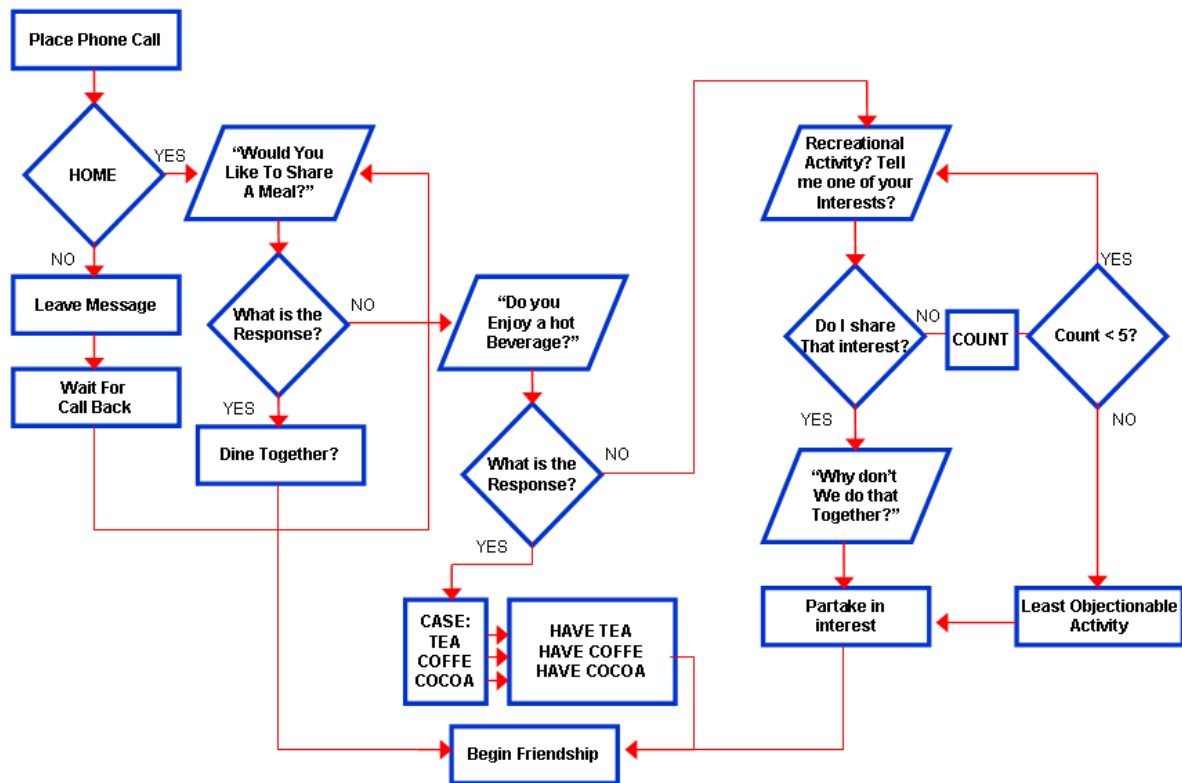 Place Phone Call
HOME
YES
NO
Leave Message
Wait For
Call Back
“Would You
Like To Share
A Meal?”
What is the
Response?
NO
YES
Dine Together?
“Do you
Enjoy a hot
Beverage?”
What is the
Response?
NO
YES
CASE:
TEA
COFFE
COCOA
HAVE TEA
HAVE COFFE
HAVE COCOA
Begin Friendship
Recreational
Activity? Tell
me one of your
Interests?
Do I share
That interest?
NO
COUNT
Count < 5?
YES
NO
YES
“Why don’t
We do that
Together?”
Partake in
interest
Least Objectionable
Activity